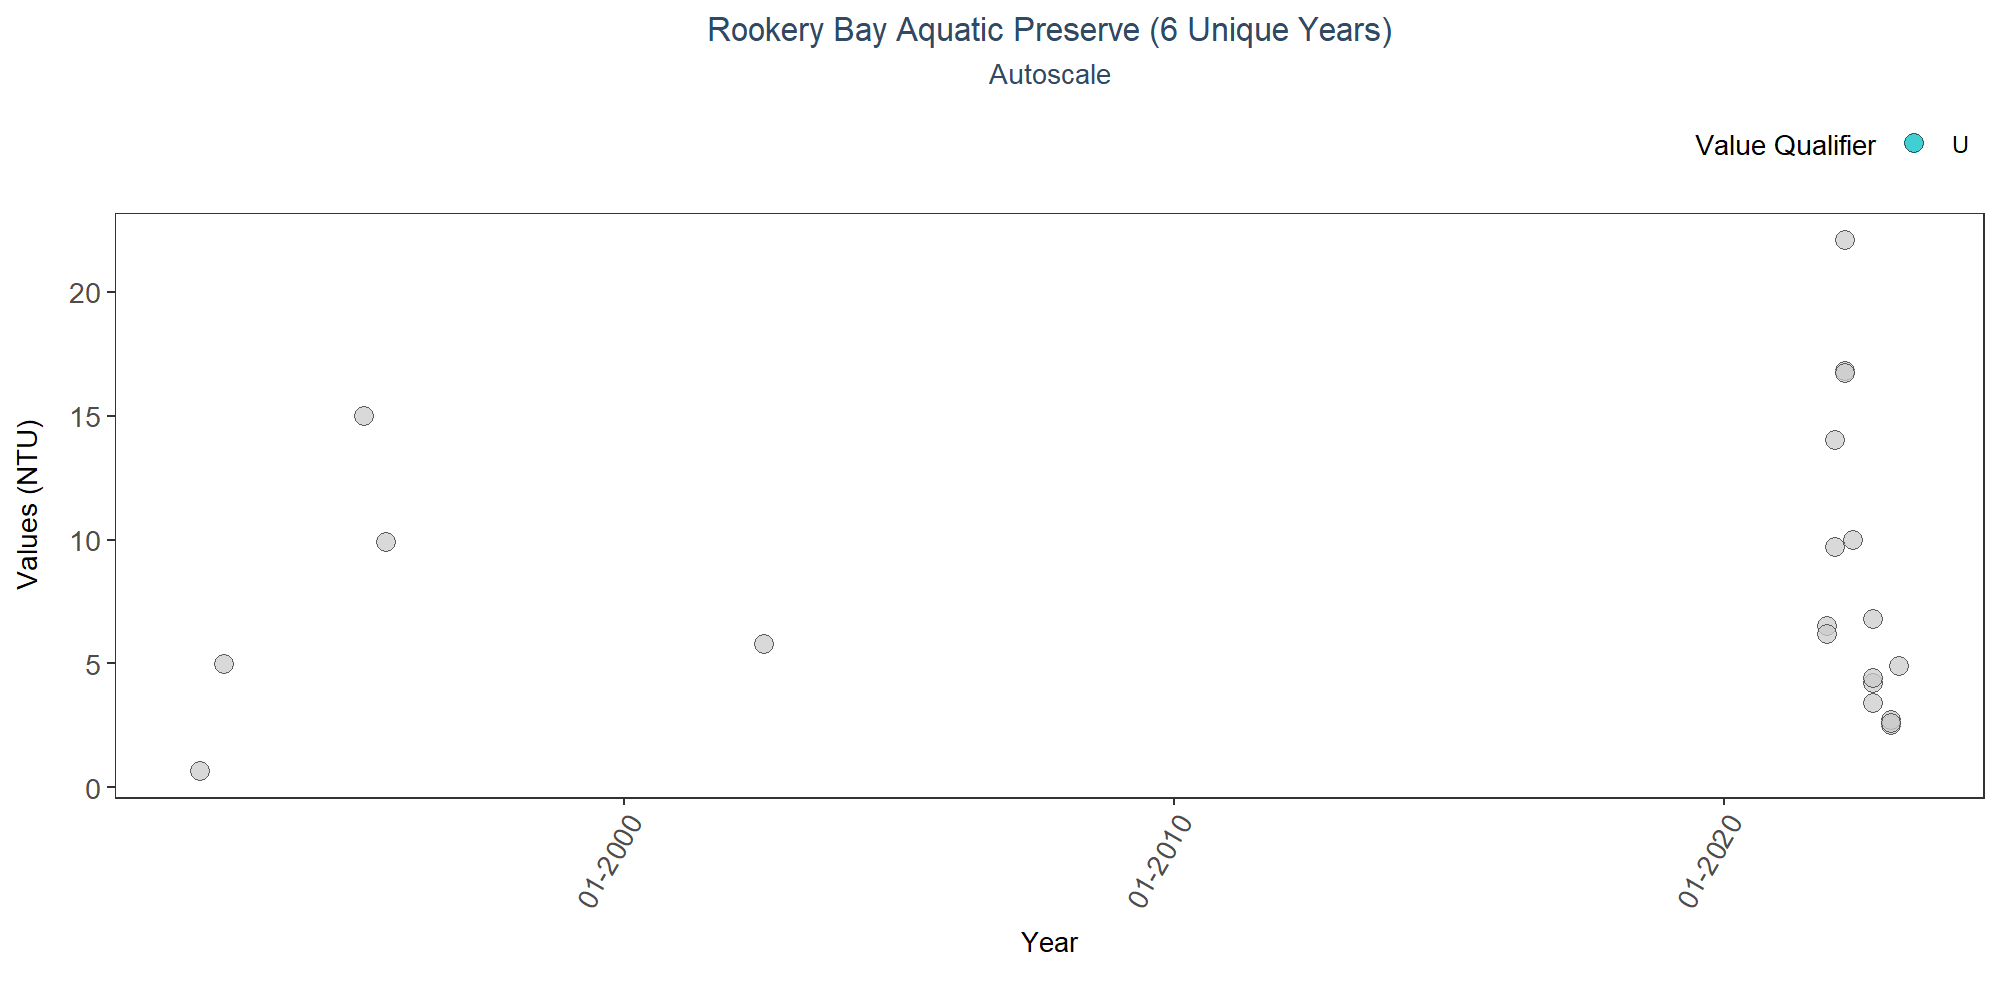 Rookery Bay Aquatic Preserve (6 Unique Years)
Autoscale
Value Qualifier U
Values (NTU)
20
15
10
5
0
01-2000 01-2010 01-2020
Year